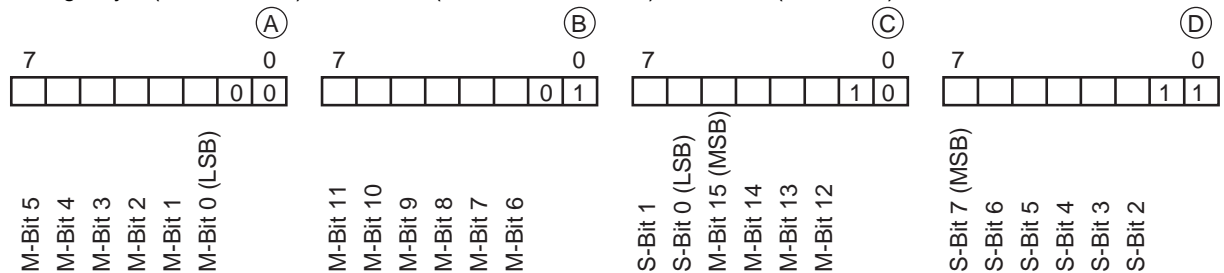 A B C D
7 0 7 0 7 0 7 0
0 0 0 1 1 0 1 1
M-Bit 5
M-Bit 4
M-Bit 3
M-Bit 2
M-Bit 1
M-Bit 0 (LSB)
M-Bit 11
M-Bit 10
M-Bit 9
M-Bit 8
M-Bit 7
M-Bit 6
S-Bit 1
S-Bit 0 (LSB)
M-Bit 15 (MSB)
M-Bit 14
M-Bit 13
M-Bit 12
S-Bit 7 (MSB)
S-Bit 6
S-Bit 5
S-Bit 4
S-Bit 3
S-Bit 2